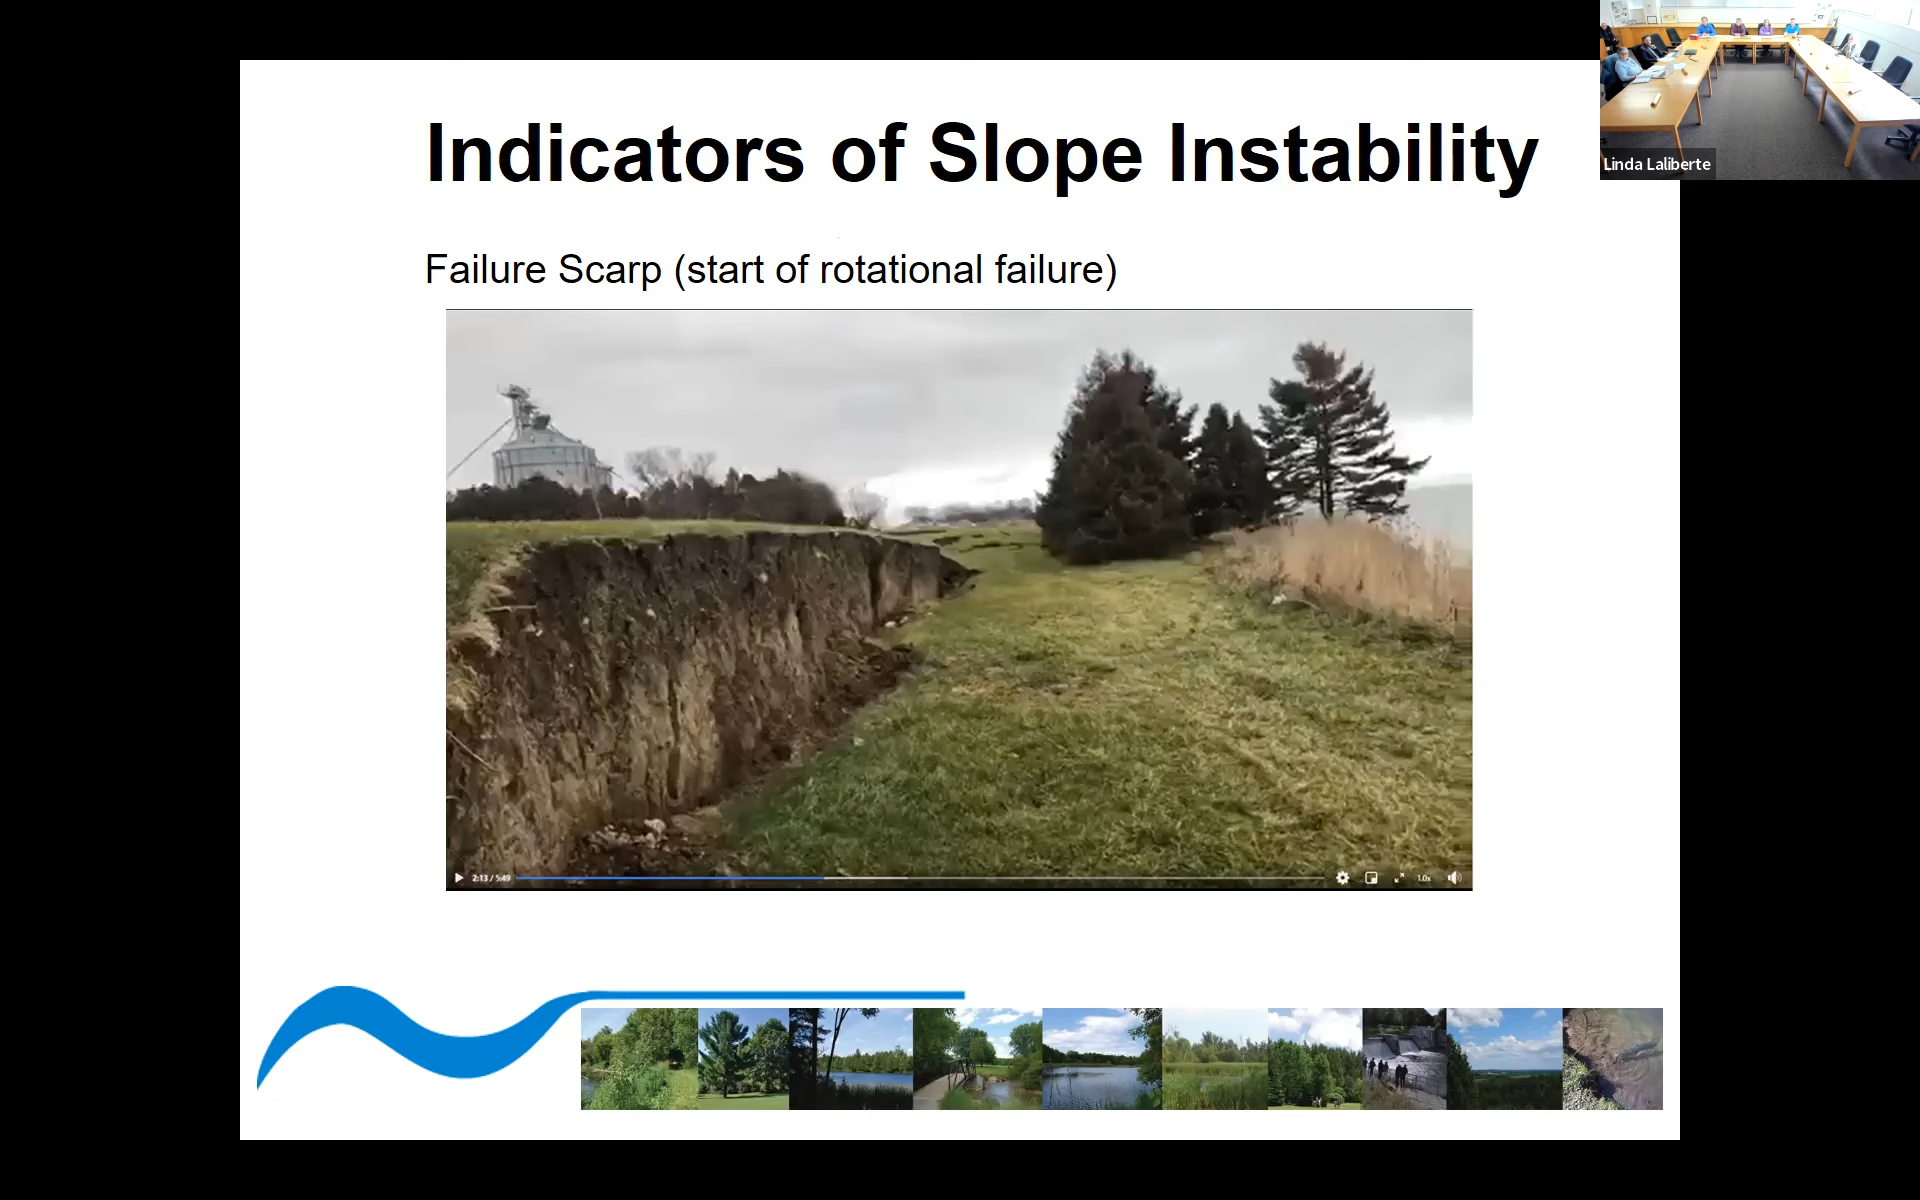 Indicators of Slope Instability
Linda Laliberte
Failure Scarp (start of rotational failure)
2:13 / 5:49
1.0x